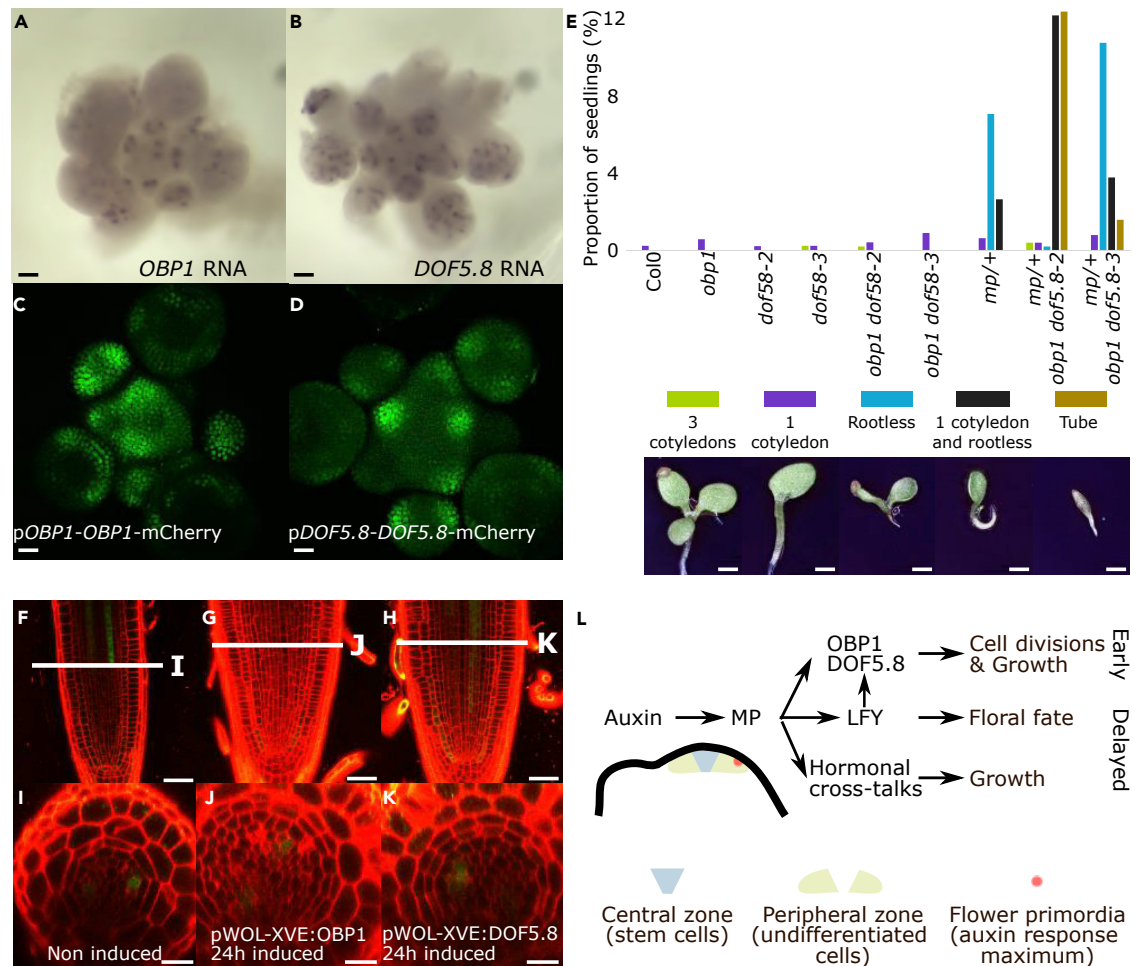 A
OBP1 RNA
B
DOF5.8 RNA
C
pOBP1-OBP1-mCherry
D
pDOF5.8-DOF5.8-mCherry
E
Proportion of seedlings (%)
12
8
4
0
Col0
obp1
dof58-2
dof58-3
obp1 dof58-2
obp1 dof58-3
mp/+
mp/+
obp1 dof5.8-2
mp/+
obp1 dof5.8-3
3
cotyledons
1
cotyledon
Rootless
1 cotyledon
and rootless
Tube
F
I
G
J
H
K
I
Non induced
J
pWOL-XVE:OBP1
24h induced
K
pWOL-XVE:DOF5.8
24h induced
L
Auxin
MP
OBP1
DOF5.8
Cell divisions
& Growth
LFY
Floral fate
Hormonal
cross-talks
Growth
Early
Delayed
Central zone
(stem cells)
Peripheral zone
(undifferentiated
cells)
Flower primordia
(auxin response
maximum)